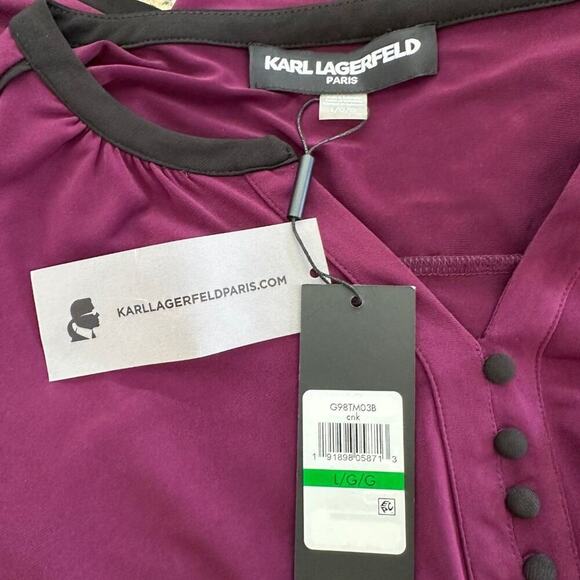 KARL LAGERFELD
PARIS
KARLLAGERFELDPARIS.COM
G98TM03B
cnk
1 91898 05871 3
L/G/G